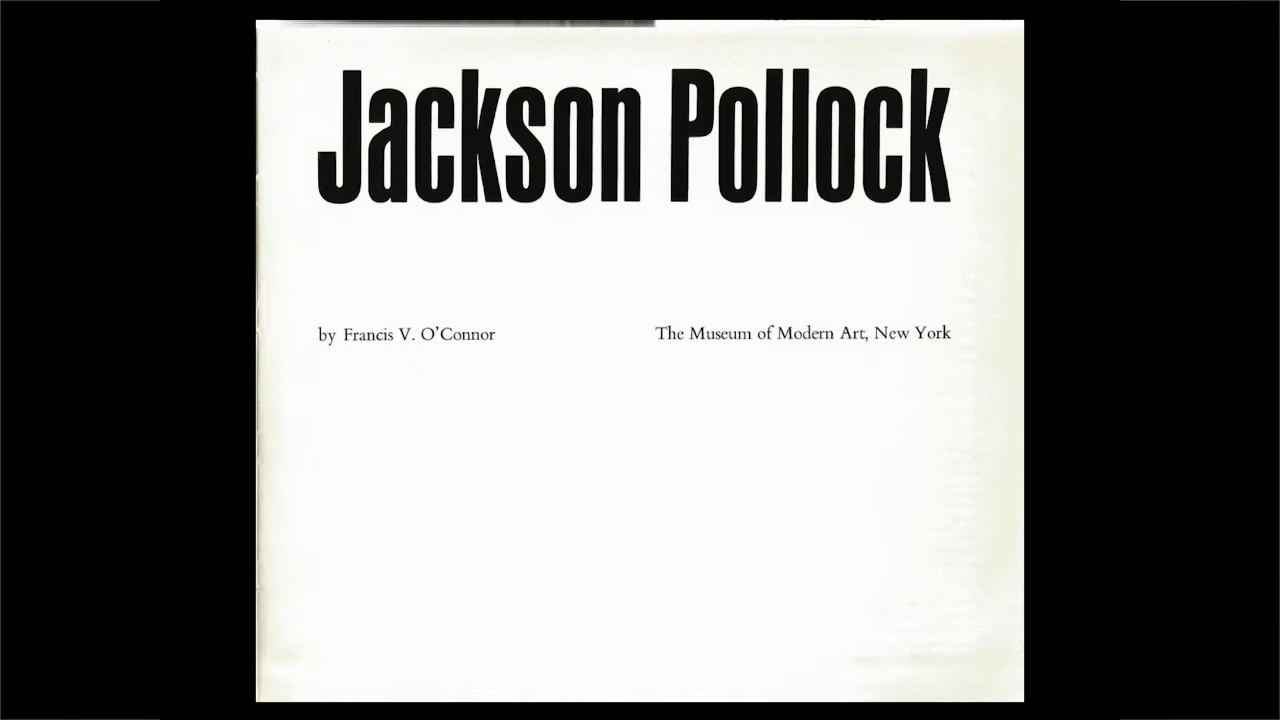 Jackson Pollock
by Francis V. O'Connor
The Museum of Modern Art, New York